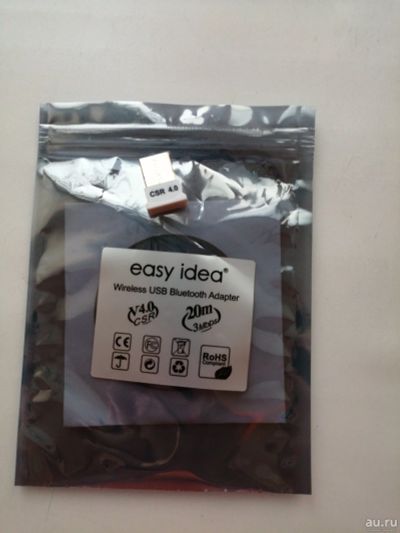 CSR 4.0
easy idea®
Wireless USB Bluetooth Adapter
V4.0
CSR
20m
3Mbps
CE FC
RoHS
Compliant
au.ru